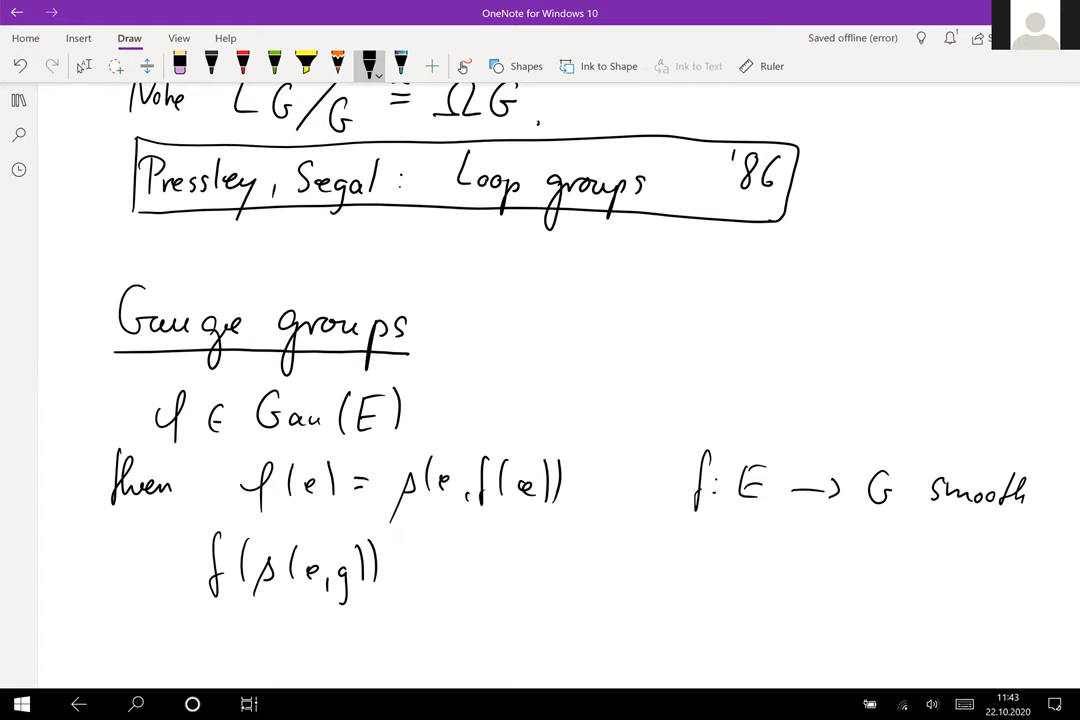 OneNote for Windows 10
Home Insert Draw View Help Saved offline (error)
Shapes Ink to Shape Ink to Text Ruler
Note LG/G ≅ ΩG.
Pressley, Segal: Loop groups '86
Gauge groups
φ ∈ Gau(E)
then φ(e) = ρ(e, f(e)) f: E → G smooth
f(ρ(e,g))
11:43
22.10.2020